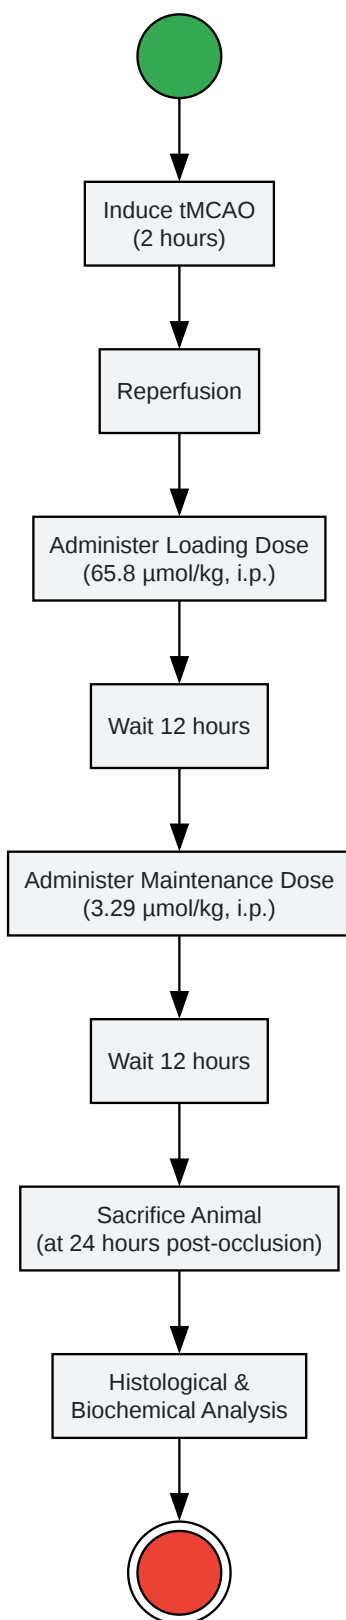 Induce tMCAO
(2 hours)
Reperfusion
Administer Loading Dose
(65.8 µmol/kg, i.p.)
Wait 12 hours
Administer Maintenance Dose
(3.29 µmol/kg, i.p.)
Wait 12 hours
Sacrifice Animal
(at 24 hours post-occlusion)
Histological &
Biochemical Analysis